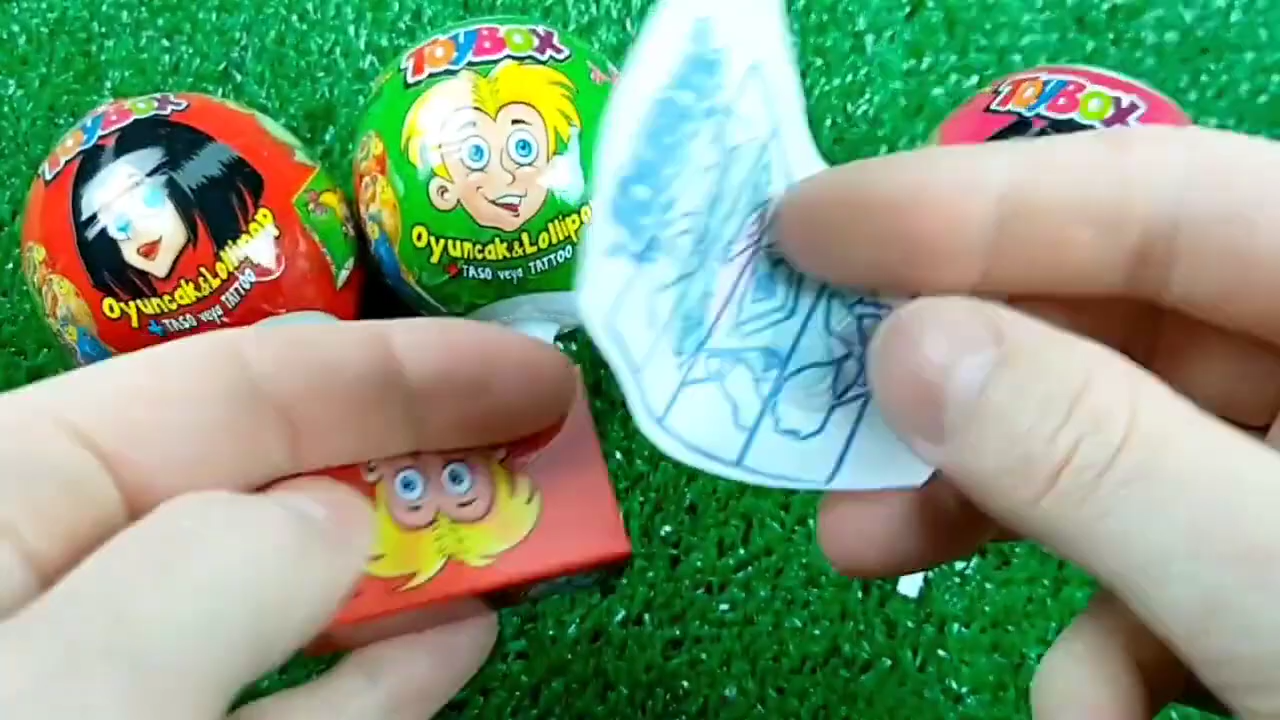 TOYBOX
Oyuncak&Lollipop
+ TASO veya TATTOO
TOYBOX
Oyuncak&Lollipo
+ TASO veya TATTOO
TOYBOX